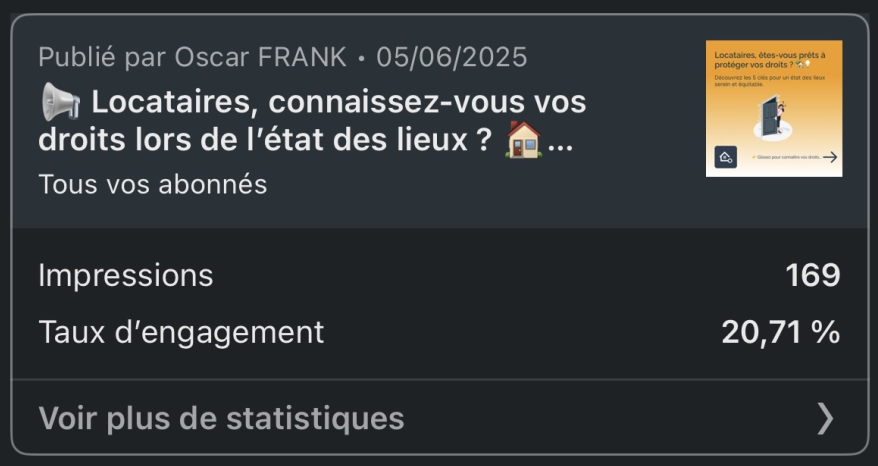 Publié par Oscar FRANK • 05/06/2025
📢 Locataires, connaissez-vous vos
droits lors de l’état des lieux ? 🏠...
Tous vos abonnés
Locataires, êtes-vous prêts à
protéger vos droits ?
Découvrez les 5 clés pour un état des lieux
serein et équitable.
Glissez pour connaître vos droits.
Impressions 169
Taux d’engagement 20,71 %
Voir plus de statistiques